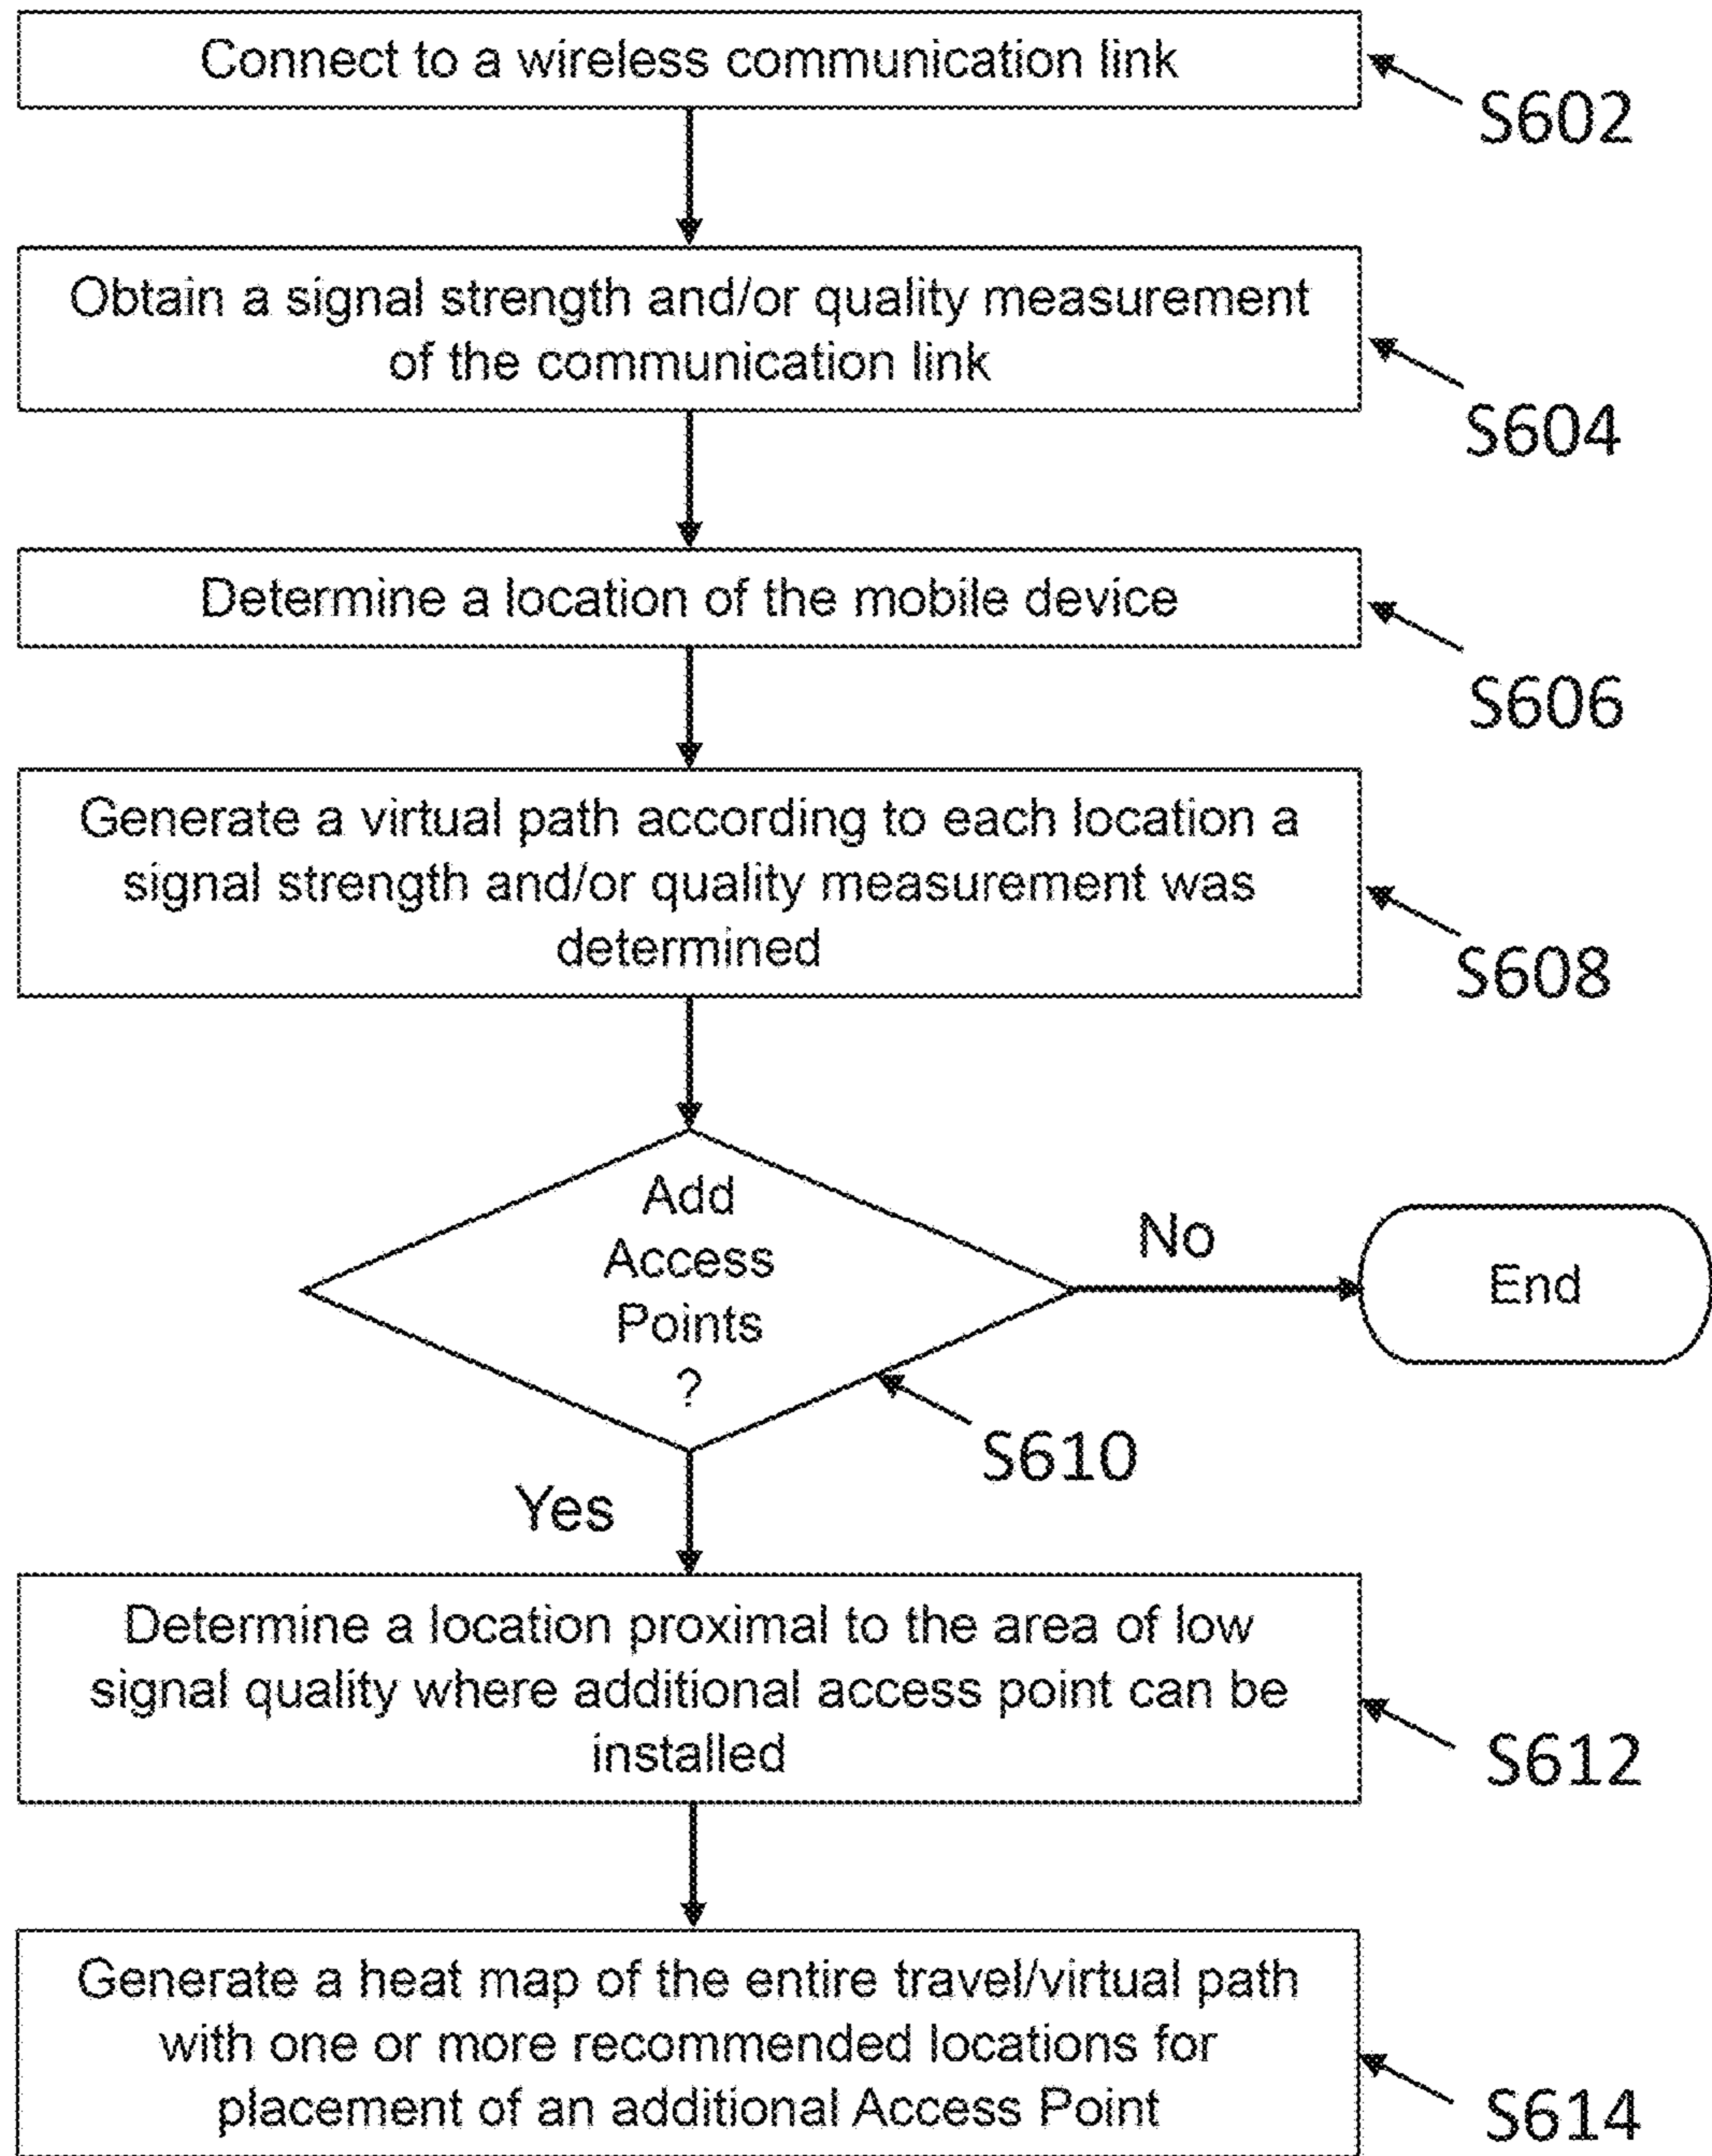 Connect to a wireless communication link
S602
Obtain a signal strength and/or quality measurement
of the communication link
S604
Determine a location of the mobile device
S606
Generate a virtual path according to each location a
signal strength and/or quality measurement was
determined
S608
Add
Access
Points
?
No
End
S610
Yes
Determine a location proximal to the area of low
signal quality where additional access point can be
installed
S612
Generate a heat map of the entire travel/virtual path
with one or more recommended locations for
placement of an additional Access Point
S614